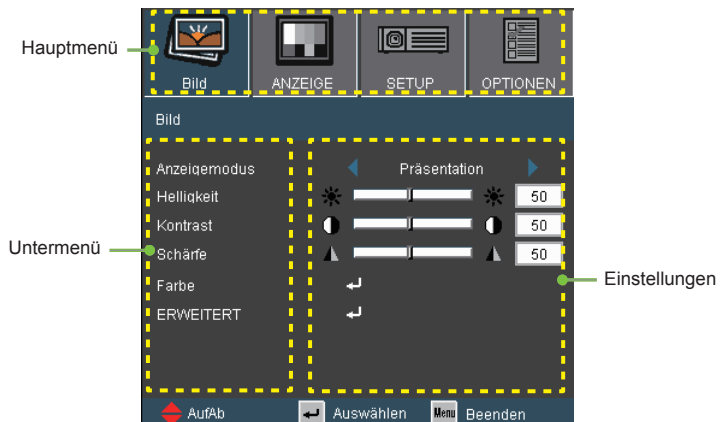 Hauptmenü
Bild ANZEIGE SETUP OPTIONEN
Bild
Anzeigemodus Präsentation
Helligkeit 50
Kontrast 50
Untermenü
Schärfe 50
Einstellungen
Farbe
ERWEITERT
AufAb Auswählen Menu Beenden